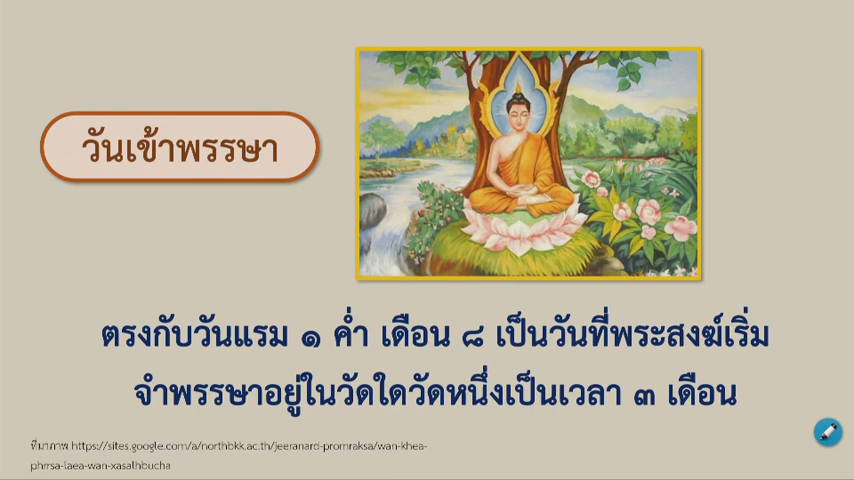 วันเข้าพรรษา
ตรงกับวันแรม ๑ ค่ำ เดือน ๘ เป็นวันที่พระสงฆ์เริ่ม
จำพรรษาอยู่ในวัดใดวัดหนึ่งเป็นเวลา ๓ เดือน
ที่มาภาพ https://sites.google.com/a/northbkk.ac.th/jeeranard-promraksa/wan-khea-
phrrsa-laea-wan-xasalhbucha